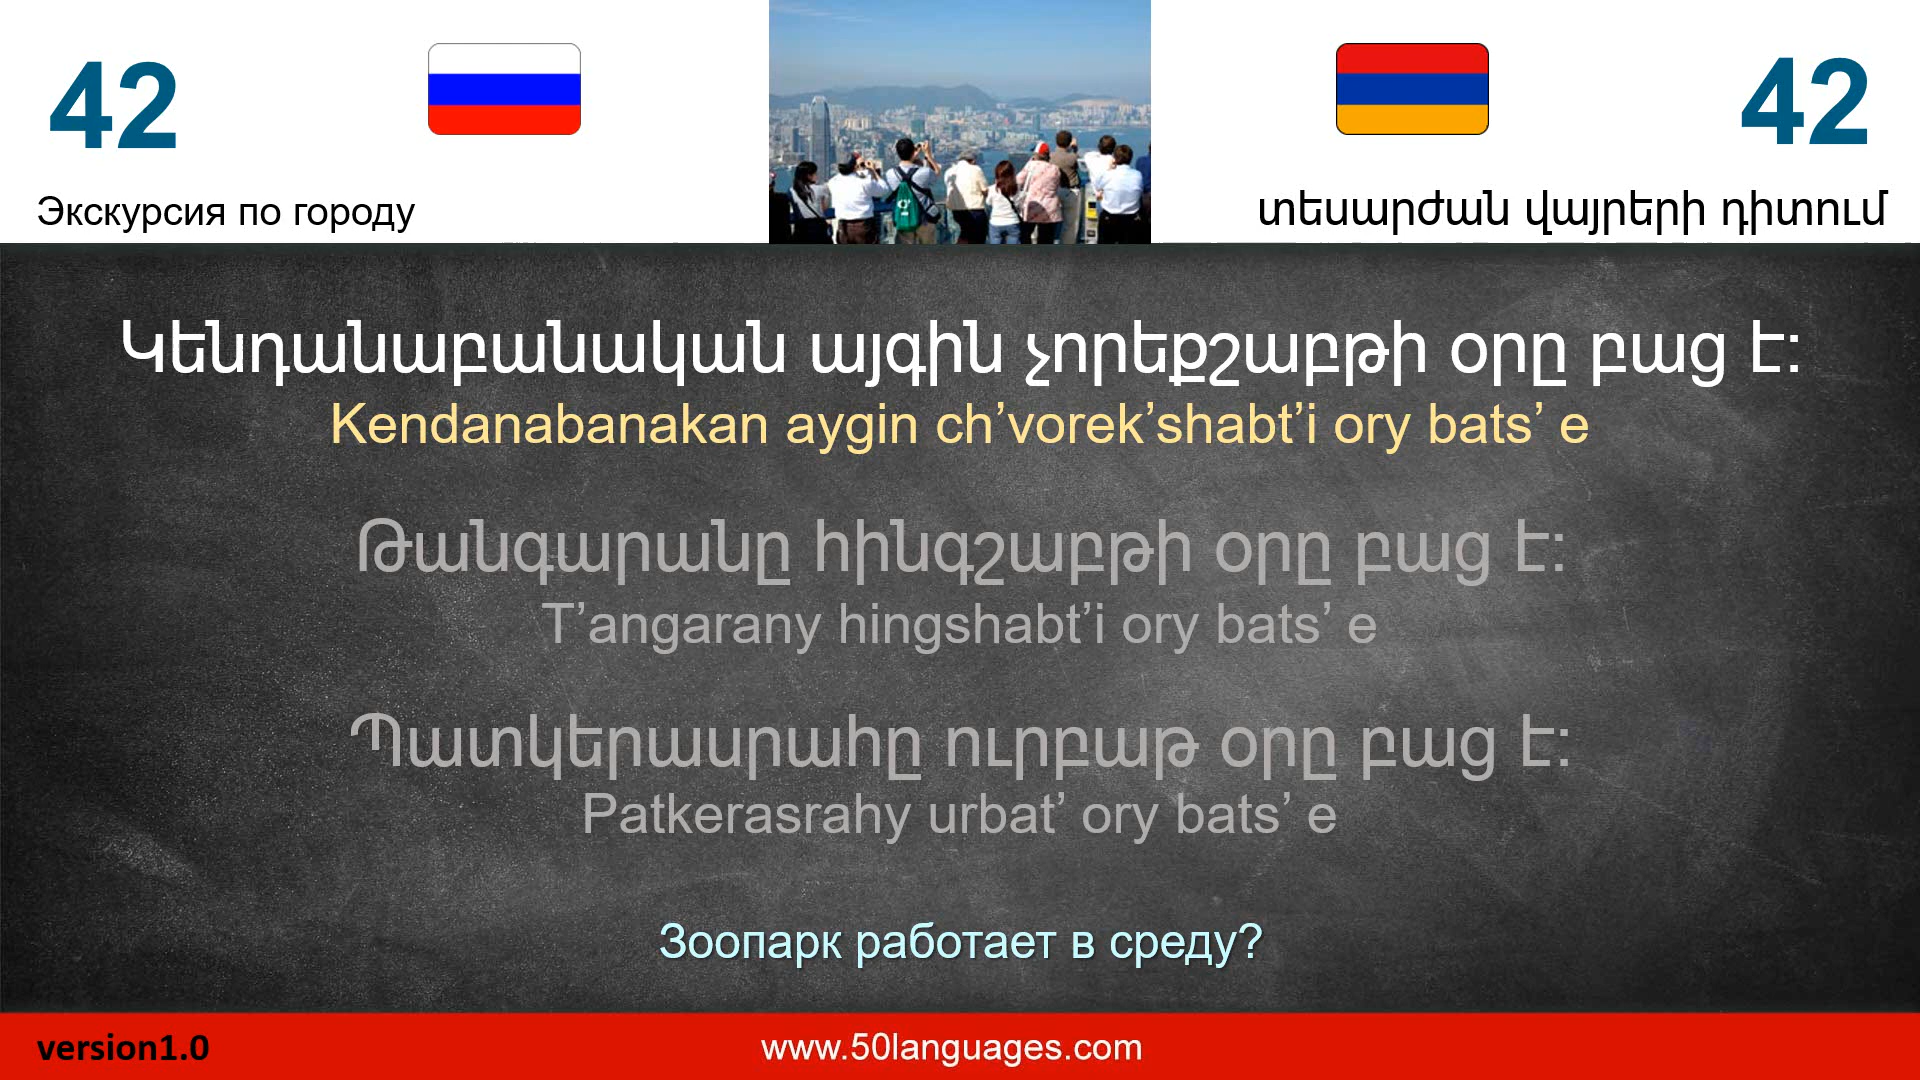 42
42
Экскурсия по городу
տեսարժան վայրերի դիտում
Կենդանաբանական այգին չորեքշաբթի օրը բաց է:
Kendanabanakan aygin ch’vorek’shabt’i ory bats’ e
Թանգարանը հինգշաբթի օրը բաց է:
T’angarany hingshabt’i ory bats’ e
Պատկերասրահը ուրբաթ օրը բաց է:
Patkerasrahy urbat’ ory bats’ e
Зоопарк работает в среду?
version1.0
www.50languages.com